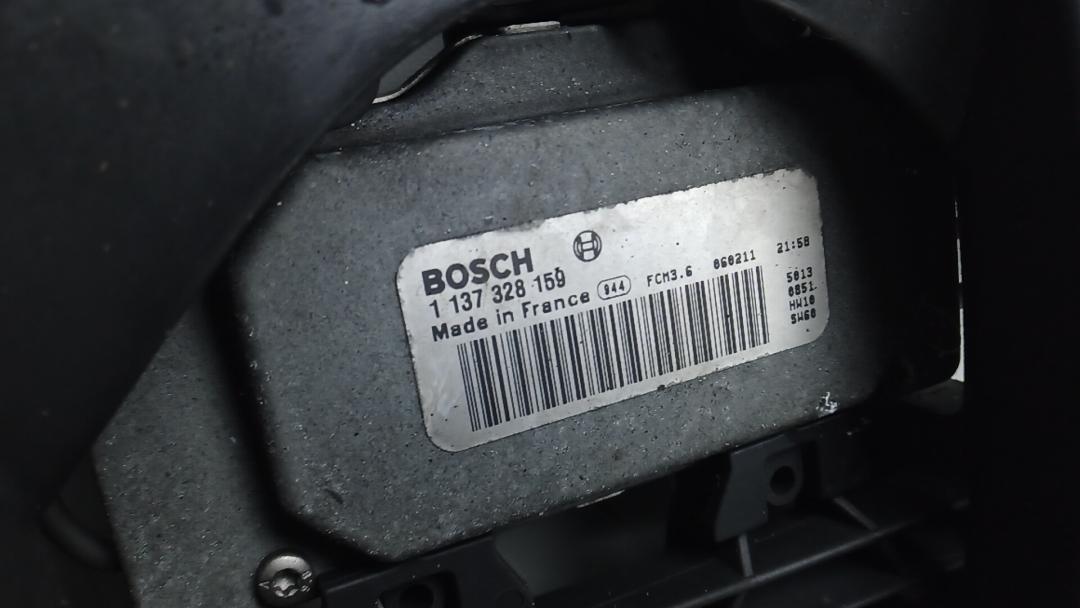 BOSCH
1 137 328 159
Made in France 944 FCM3.6 060211 21:58
5013
0851
HW10
SW60